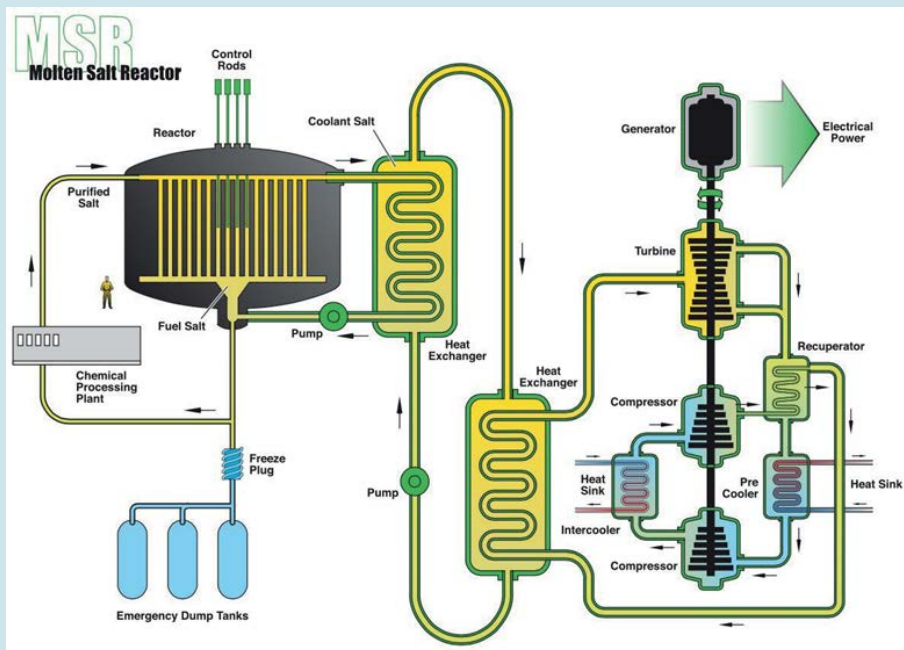 MSR
Molten Salt Reactor
Control
Rods
Reactor
Coolant Salt
Purified
Salt
Fuel Salt
Pump
Heat
Exchanger
Chemical
Processing
Plant
Freeze
Plug
Emergency Dump Tanks
Pump
Heat
Exchanger
Generator
Electrical
Power
Turbine
Recuperator
Compressor
Heat
Sink
Intercooler
Pre
Cooler
Heat Sink
Compressor